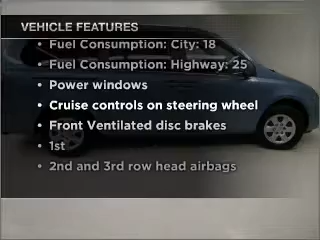 VEHICLE FEATURES
• Fuel Consumption: City: 18
• Fuel Consumption: Highway: 25
• Power windows
• Cruise controls on steering wheel
• Front Ventilated disc brakes
• 1st
• 2nd and 3rd row head airbags